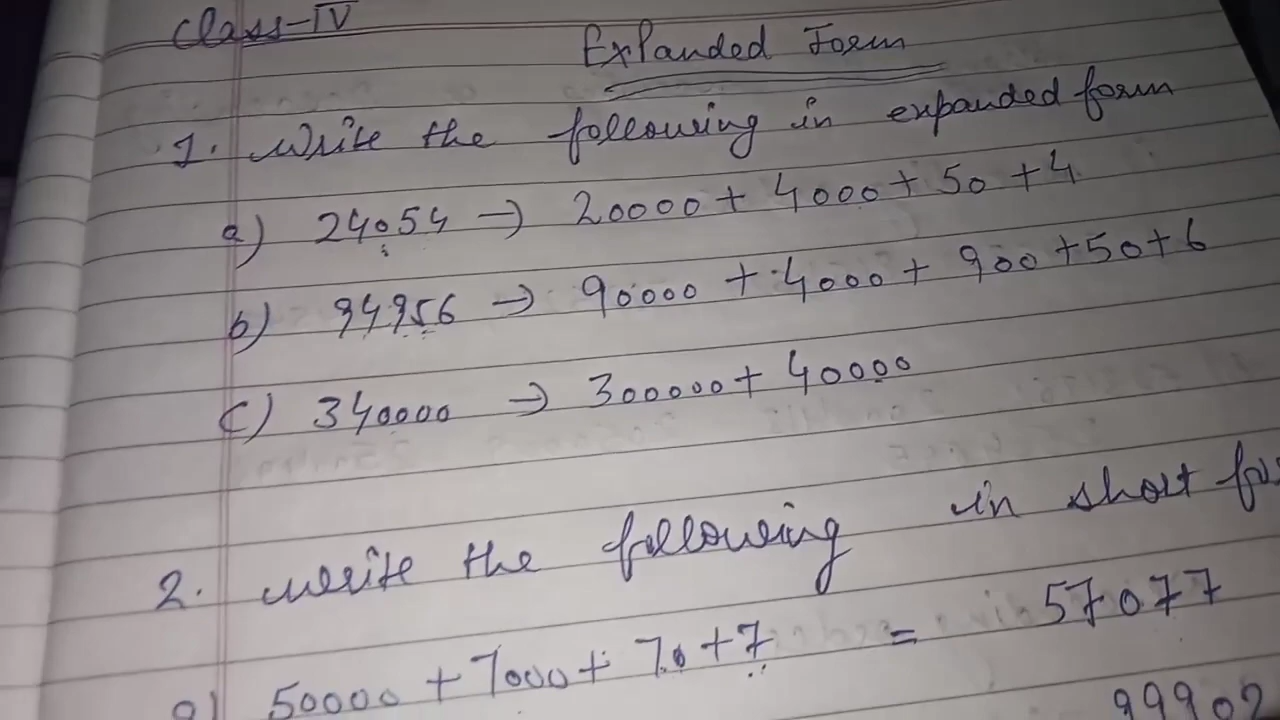 Class-IV
Expanded Form
1. Write the following in expanded form
a) 24054 → 20000 + 4000 + 50 + 4
b) 94956 → 90000 + 4000 + 900 + 50 + 6
c) 340000 → 300000 + 40000
2. Write the following in short
a) 50000 + 7000 + 70 + 7 = 57077
99902